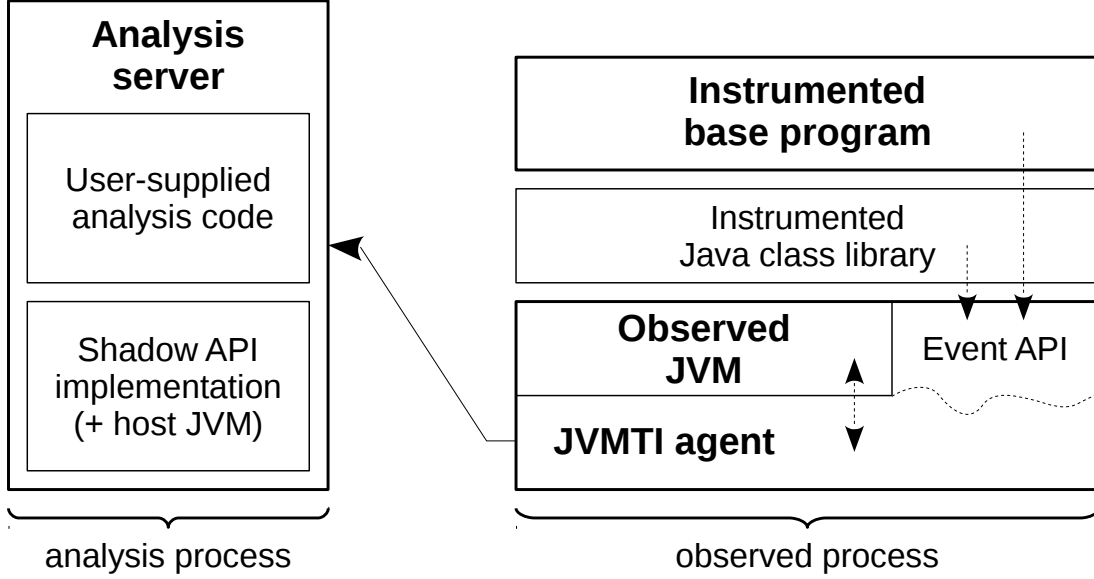 Analysis
server
User-supplied
analysis code
Shadow API
implementation
(+ host JVM)
analysis process
Instrumented
base program
Instrumented
Java class library
Observed
JVM
Event API
JVMTI agent
observed process